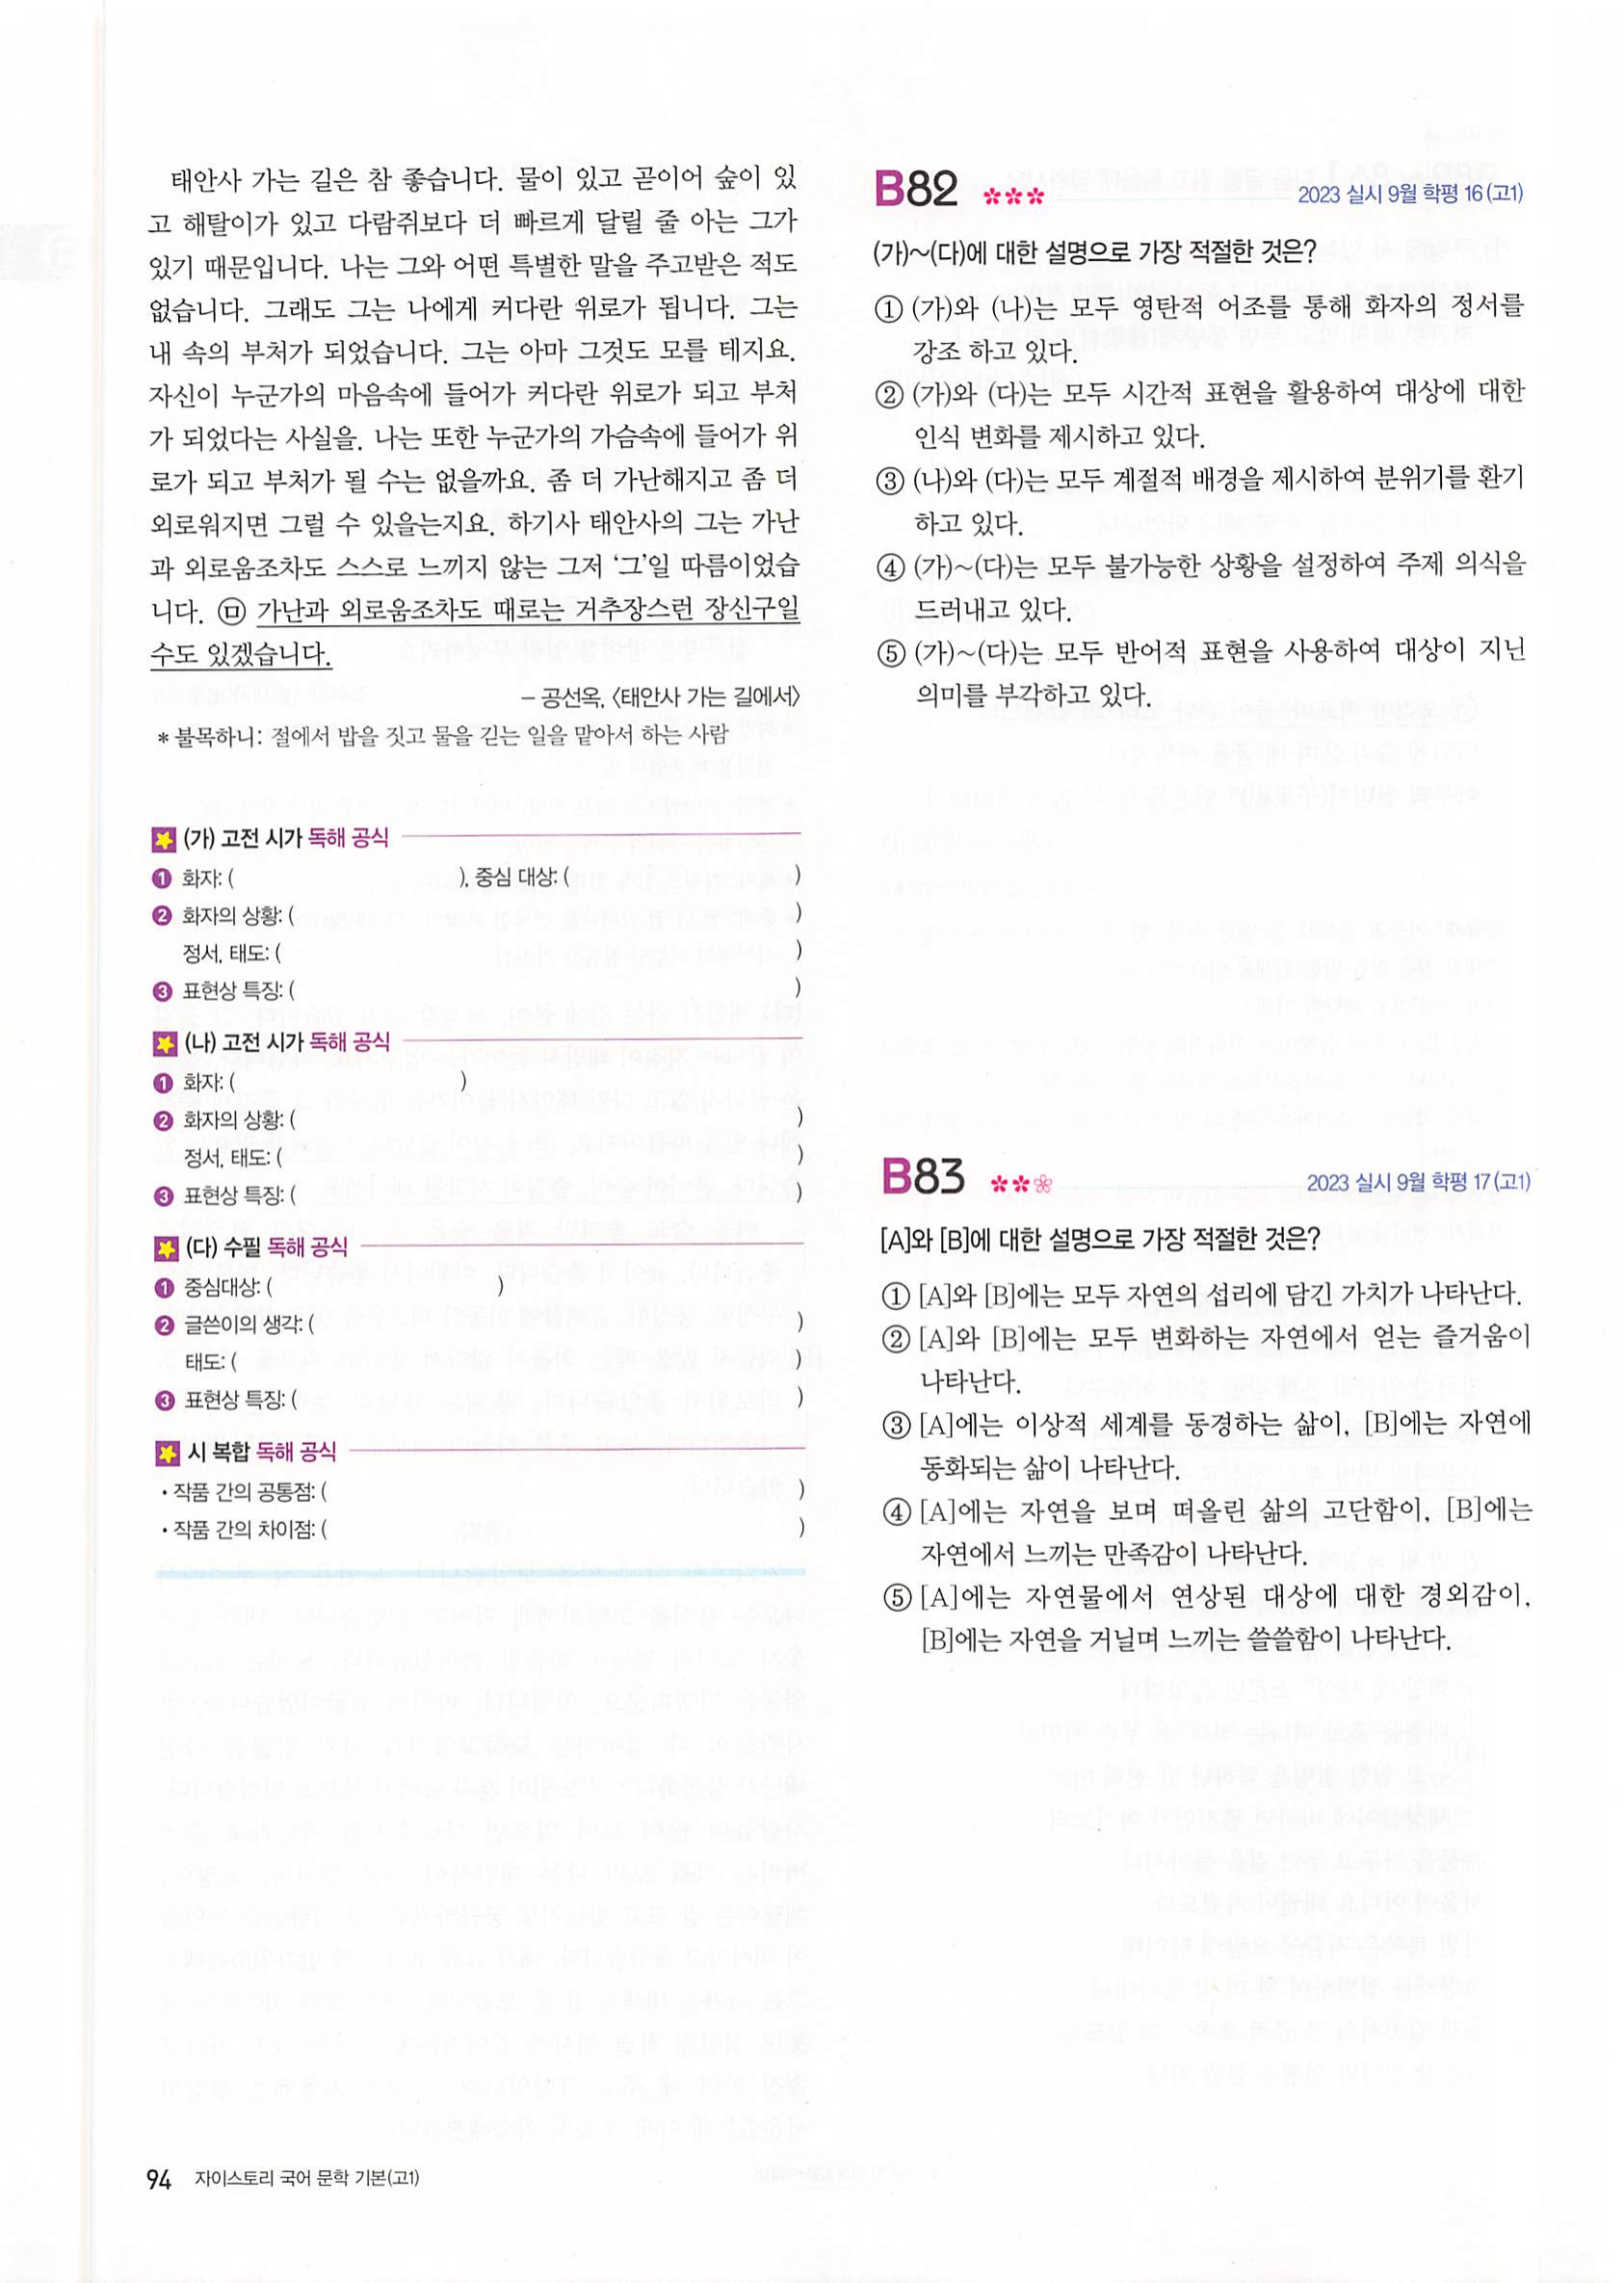 태안사 가는 길은 참 좋습니다. 물이 있고 곧이어 숲이 있
고 해탈이가 있고 다람쥐보다 더 빠르게 달릴 줄 아는 그가
있기 때문입니다. 나는 그와 어떤 특별한 말을 주고받은 적도
없습니다. 그래도 그는 나에게 커다란 위로가 됩니다. 그는
내 속의 부처가 되었습니다. 그는 아마 그것도 모를 테지요.
자신이 누군가의 마음속에 들어가 커다란 위로가 되고 부처
가 되었다는 사실을. 나는 또한 누군가의 가슴속에 들어가 위
로가 되고 부처가 될 수는 없을까요. 좀 더 가난해지고 좀 더
외로워지면 그럴 수 있을는지요. 하기사 태안사의 그는 가난
과 외로움조차도 스스로 느끼지 않는 그저 '그'일 따름이었습
니다. ㉤ 가난과 외로움조차도 때로는 거추장스런 장신구일
수도 있겠습니다.
– 공선옥, 〈태안사 가는 길에서〉
* 불목하니: 절에서 밥을 짓고 물을 긷는 일을 맡아서 하는 사람
(가) 고전 시가 독해 공식
❶ 화자: ( ), 중심 대상: ( )
❷ 화자의 상황: ( )
정서, 태도: ( )
❸ 표현상 특징: ( )
(나) 고전 시가 독해 공식
❶ 화자: ( )
❷ 화자의 상황: ( )
정서, 태도: ( )
❸ 표현상 특징: ( )
(다) 수필 독해 공식
❶ 중심대상: ( )
❷ 글쓴이의 생각: ( )
태도: ( )
❸ 표현상 특징: ( )
시 복합 독해 공식
• 작품 간의 공통점: ( )
• 작품 간의 차이점: ( )
B82 2023 실시 9월 학평 16(고1)
(가)~(다)에 대한 설명으로 가장 적절한 것은?
① (가)와 (나)는 모두 영탄적 어조를 통해 화자의 정서를
강조 하고 있다.
② (가)와 (다)는 모두 시간적 표현을 활용하여 대상에 대한
인식 변화를 제시하고 있다.
③ (나)와 (다)는 모두 계절적 배경을 제시하여 분위기를 환기
하고 있다.
④ (가)~(다)는 모두 불가능한 상황을 설정하여 주제 의식을
드러내고 있다.
⑤ (가)~(다)는 모두 반어적 표현을 사용하여 대상이 지닌
의미를 부각하고 있다.
B83 2023 실시 9월 학평 17(고1)
[A]와 [B]에 대한 설명으로 가장 적절한 것은?
① [A]와 [B]에는 모두 자연의 섭리에 담긴 가치가 나타난다.
② [A]와 [B]에는 모두 변화하는 자연에서 얻는 즐거움이
나타난다.
③ [A]에는 이상적 세계를 동경하는 삶이, [B]에는 자연에
동화되는 삶이 나타난다.
④ [A]에는 자연을 보며 떠올린 삶의 고단함이, [B]에는
자연에서 느끼는 만족감이 나타난다.
⑤ [A]에는 자연물에서 연상된 대상에 대한 경외감이,
[B]에는 자연을 거닐며 느끼는 쓸쓸함이 나타난다.
94 자이스토리 국어 문학 기본(고1)